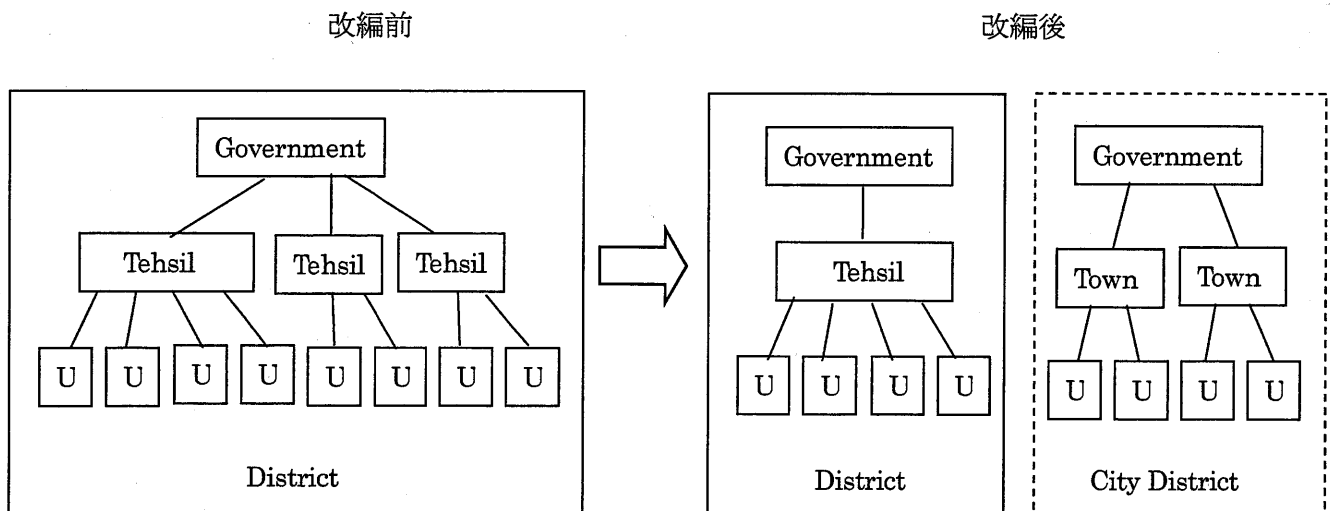 改編前
改編後
Government
Tehsil Tehsil Tehsil
U U U U U U U U
District
Government
Tehsil
U U U U
District
Government
Town Town
U U U U
City District